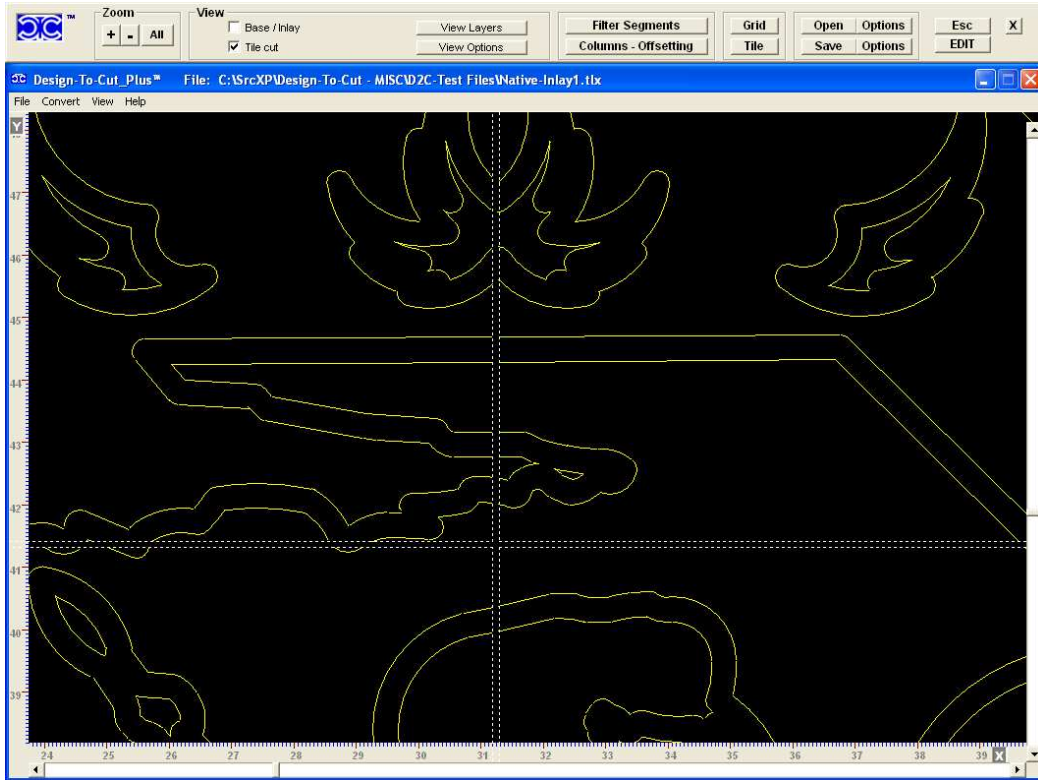 ™
Zoom
+ - All
View
Base / Inlay
Tile cut
View Layers
View Options
Filter Segments
Columns - Offsetting
Grid
Tile
Open Options
Save Options
Esc
EDIT
X
Design-To-Cut_Plus™ File: C:\SrcXP\Design-To-Cut - MISC\D2C-Test Files\Native-Inlay1.tlx
File Convert View Help
Y
47
46
45
44
43
42
41
40
39
24 25 26 27 28 29 30 31 32 33 34 35 36 37 38 39 X